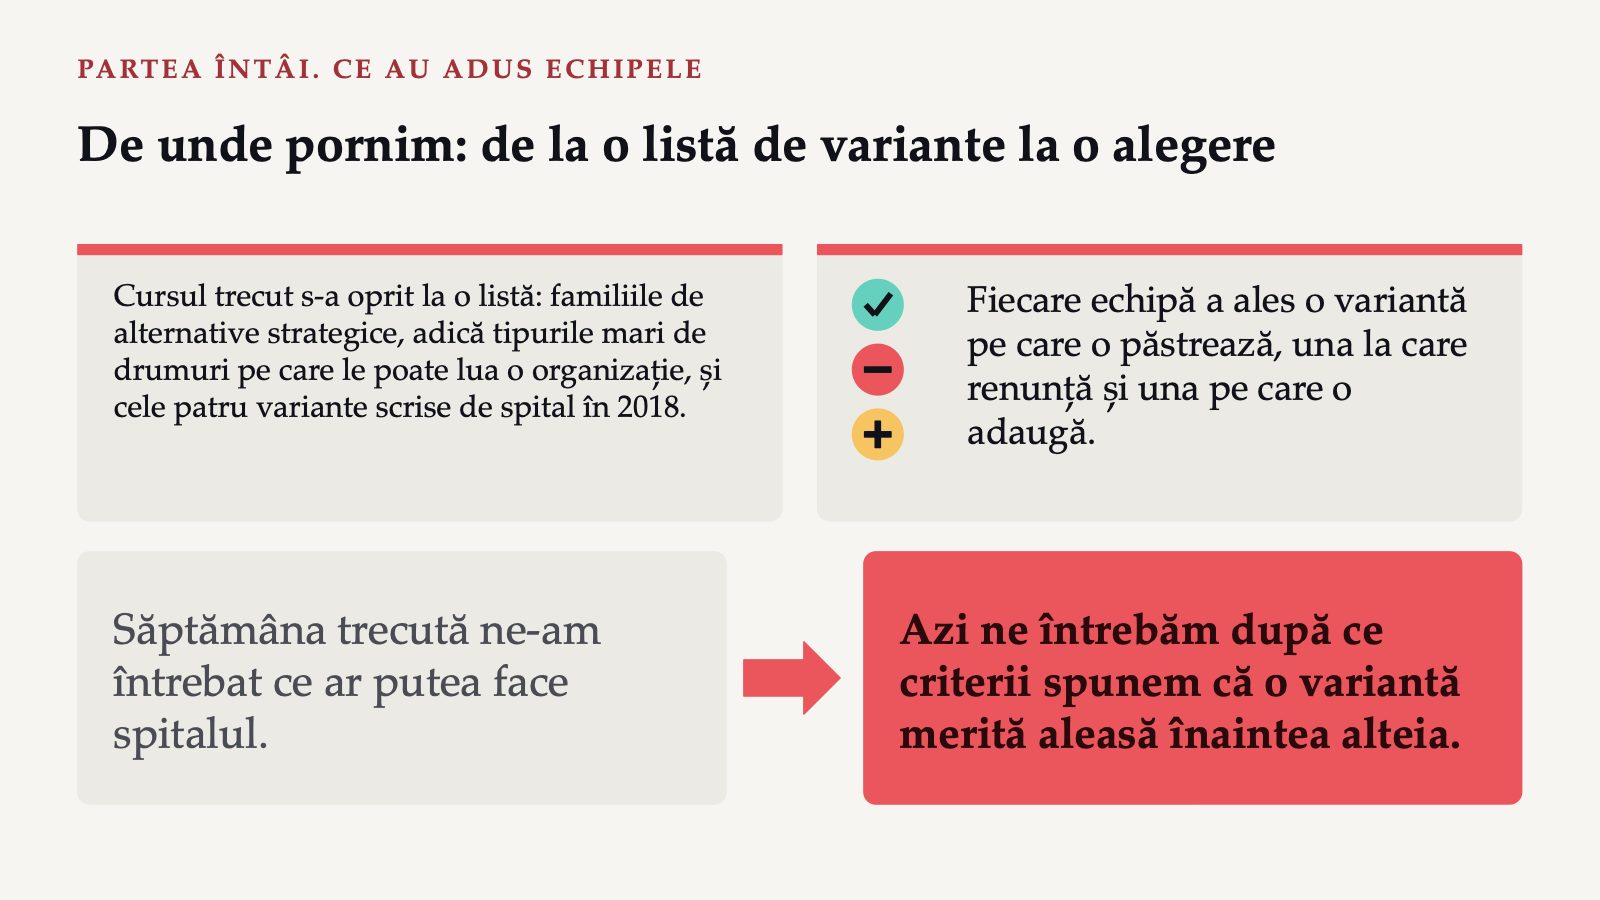 PARTEA ÎNTÂI. CE AU ADUS ECHIPELE
De unde pornim: de la o listă de variante la o alegere
Cursul trecut s-a oprit la o listă: familiile de
alternative strategice, adică tipurile mari de
drumuri pe care le poate lua o organizație, și
cele patru variante scrise de spital în 2018.
Fiecare echipă a ales o variantă
pe care o păstrează, una la care
renunță și una pe care o
adaugă.
Săptămâna trecută ne-am
întrebat ce ar putea face
spitalul.
Azi ne întrebăm după ce
criterii spunem că o variantă
merită aleasă înaintea alteia.